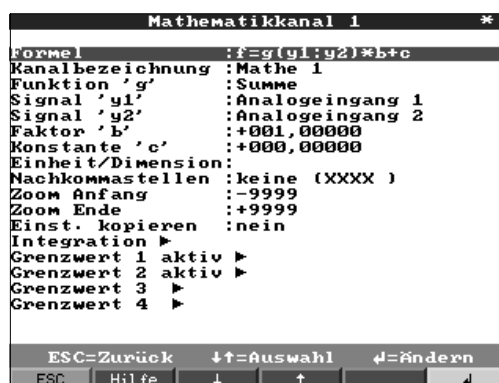 Mathematikkanal 1 *
Formel :f=g(y1;y2)*b+c
Kanalbezeichnung :Mathe 1
Funktion 'g' :Summe
Signal 'y1' :Analogeingang 1
Signal 'y2' :Analogeingang 2
Faktor 'b' :+001,00000
Konstante 'c' :+000,00000
Einheit/Dimension:
Nachkommastellen :keine (XXXX )
Zoom Anfang :-9999
Zoom Ende :+9999
Einst. kopieren :nein
Integration ►
Grenzwert 1 aktiv ►
Grenzwert 2 aktiv ►
Grenzwert 3 ►
Grenzwert 4 ►
ESC=Zurück ↓↑=Auswahl ↲=Ändern
ESC Hilfe ↓ ↑ ↲